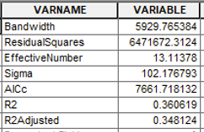 VARNAME VARIABLE
Bandwidth 5929.765384
ResidualSquares 6471672.3124
EffectiveNumber 13.11378
Sigma 102.176793
AICc 7661.718132
R2 0.360619
R2Adjusted 0.348124